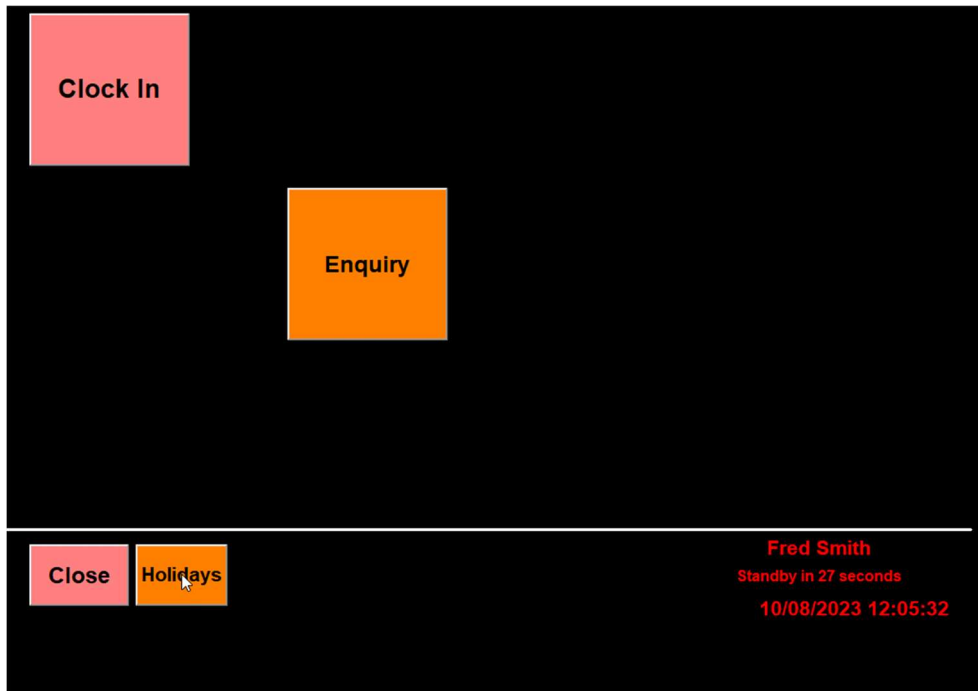 Clock In
Enquiry
Close
Holidays
Fred Smith
Standby in 27 seconds
10/08/2023 12:05:32